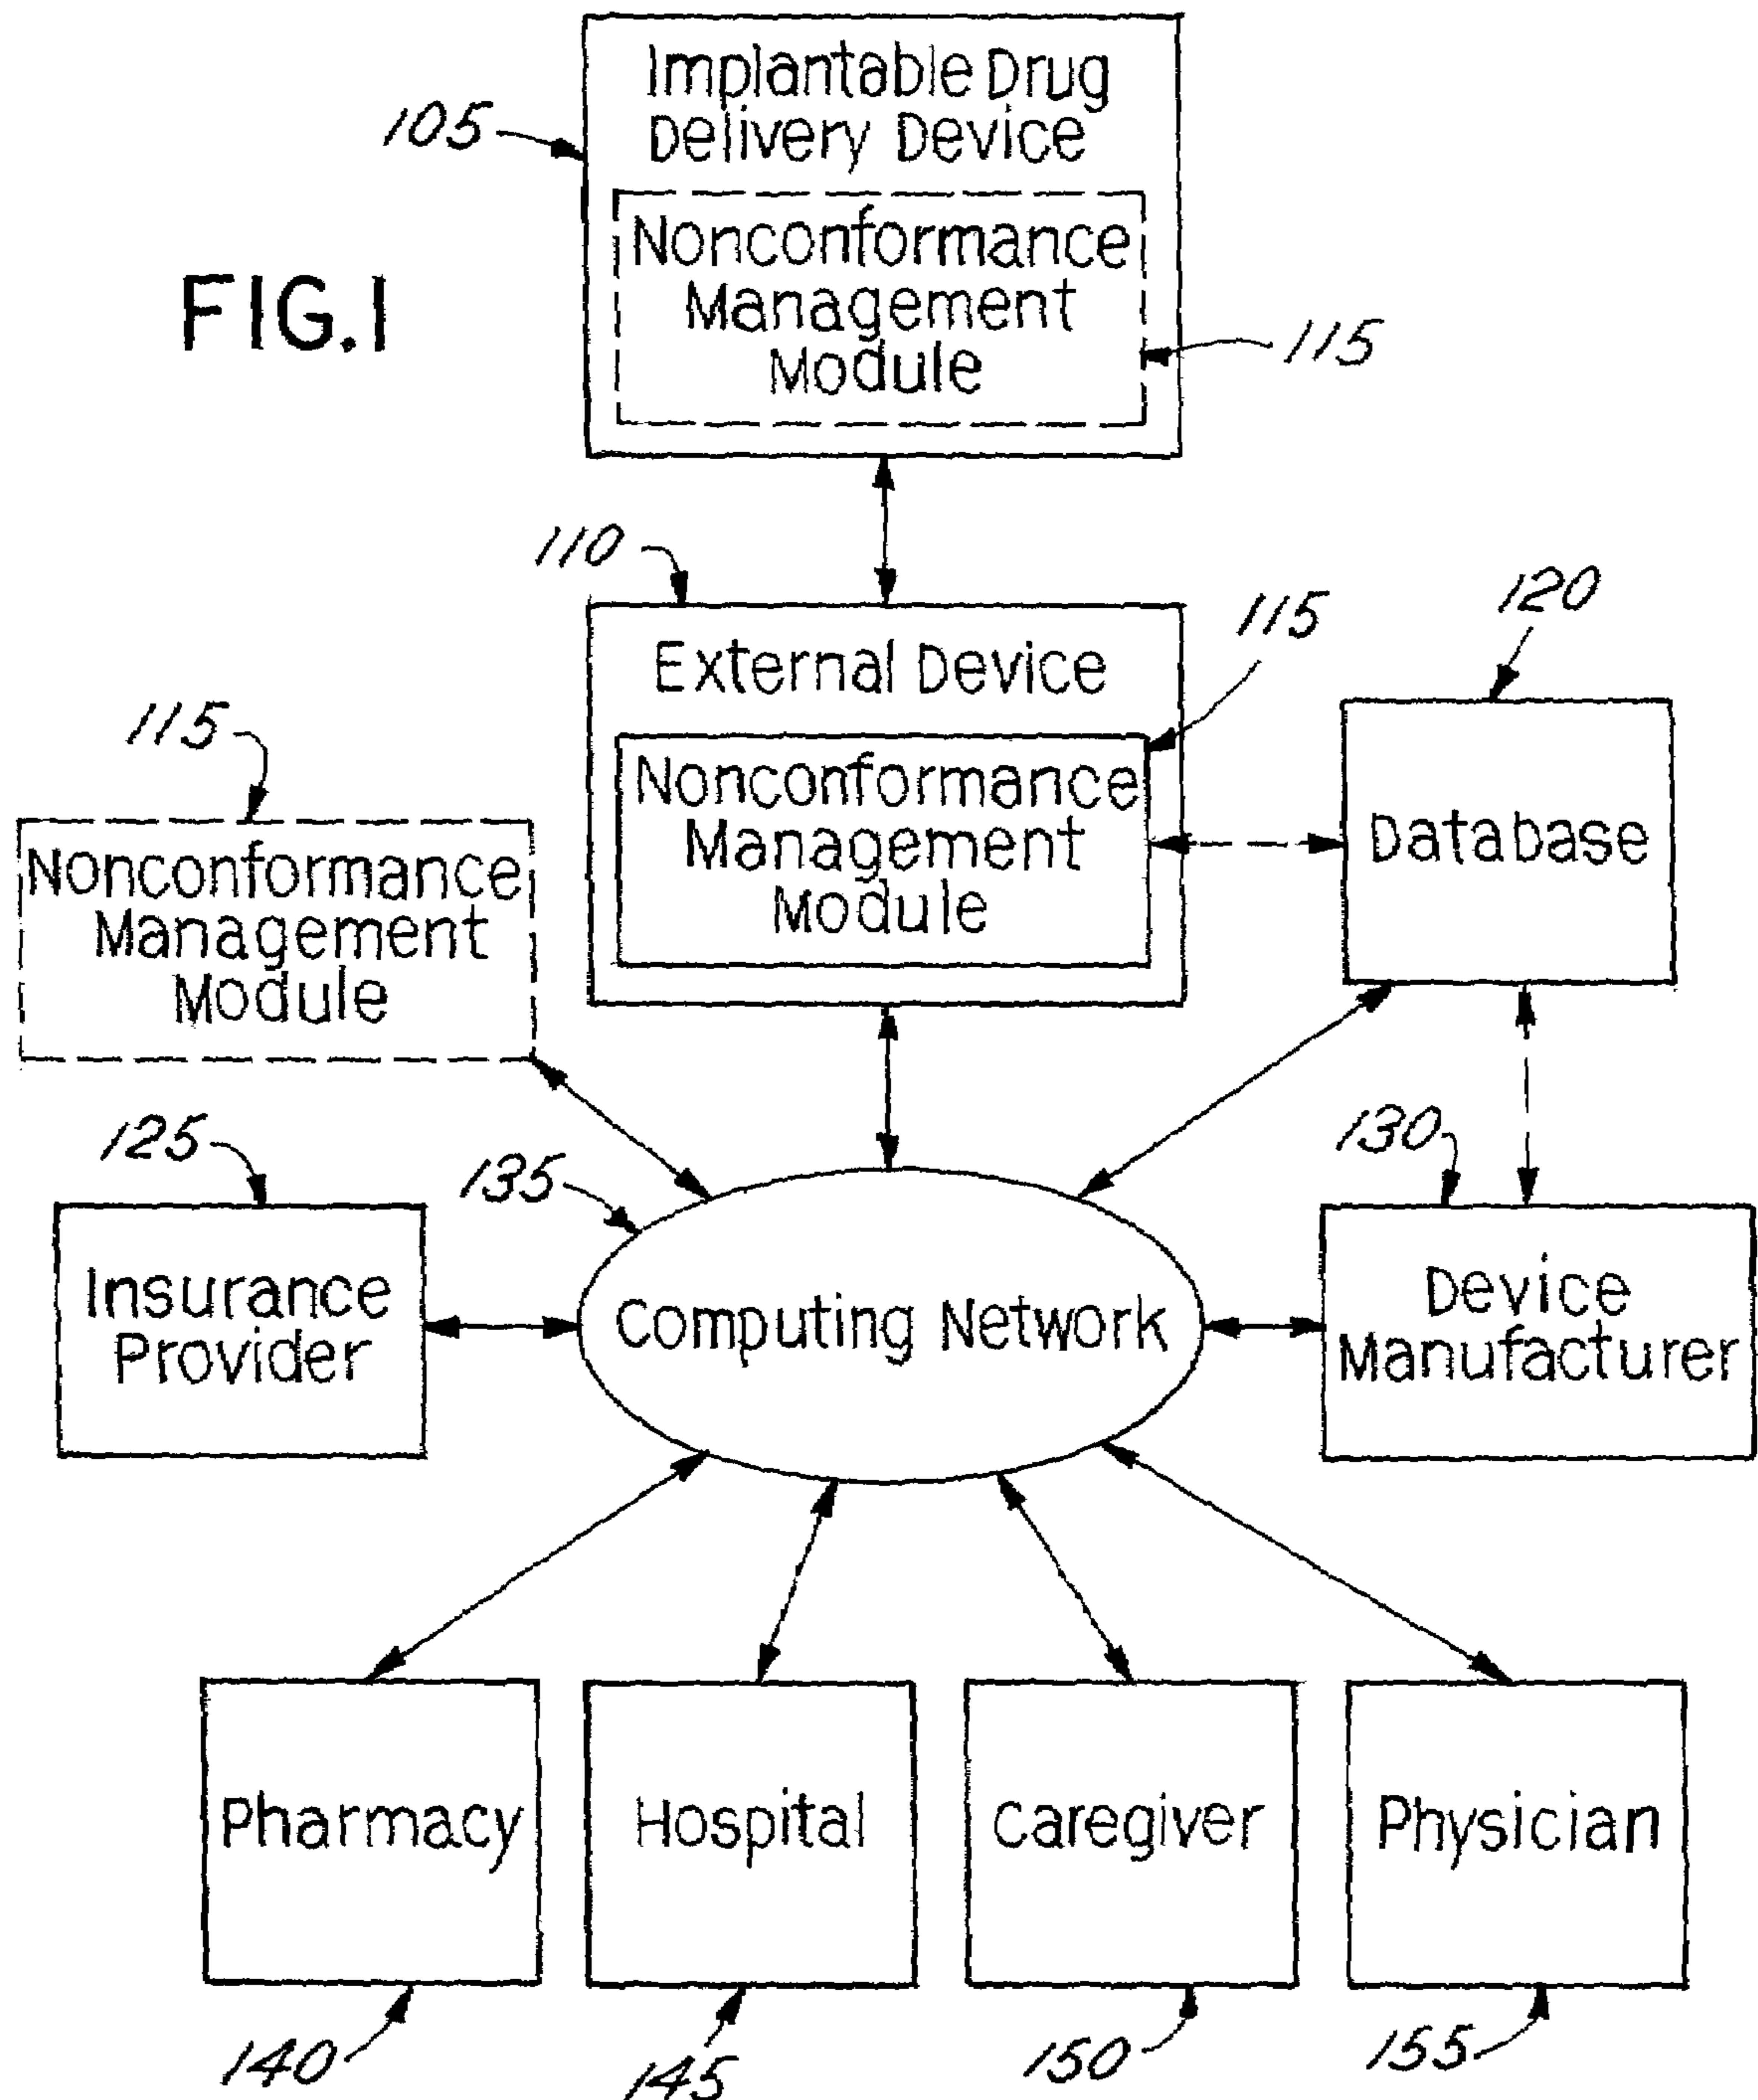 Implantable Drug
Delivery Device
105
Nonconformance
Management
Module
FIG.1
115
110
120
115
External Device
115
Nonconformance
Management
Module
Database
Nonconformance
Management
Module
125
130
135
Insurance
Provider
Computing Network
Device
Manufacturer
Pharmacy
Hospital
Caregiver
Physician
140
145
150
155